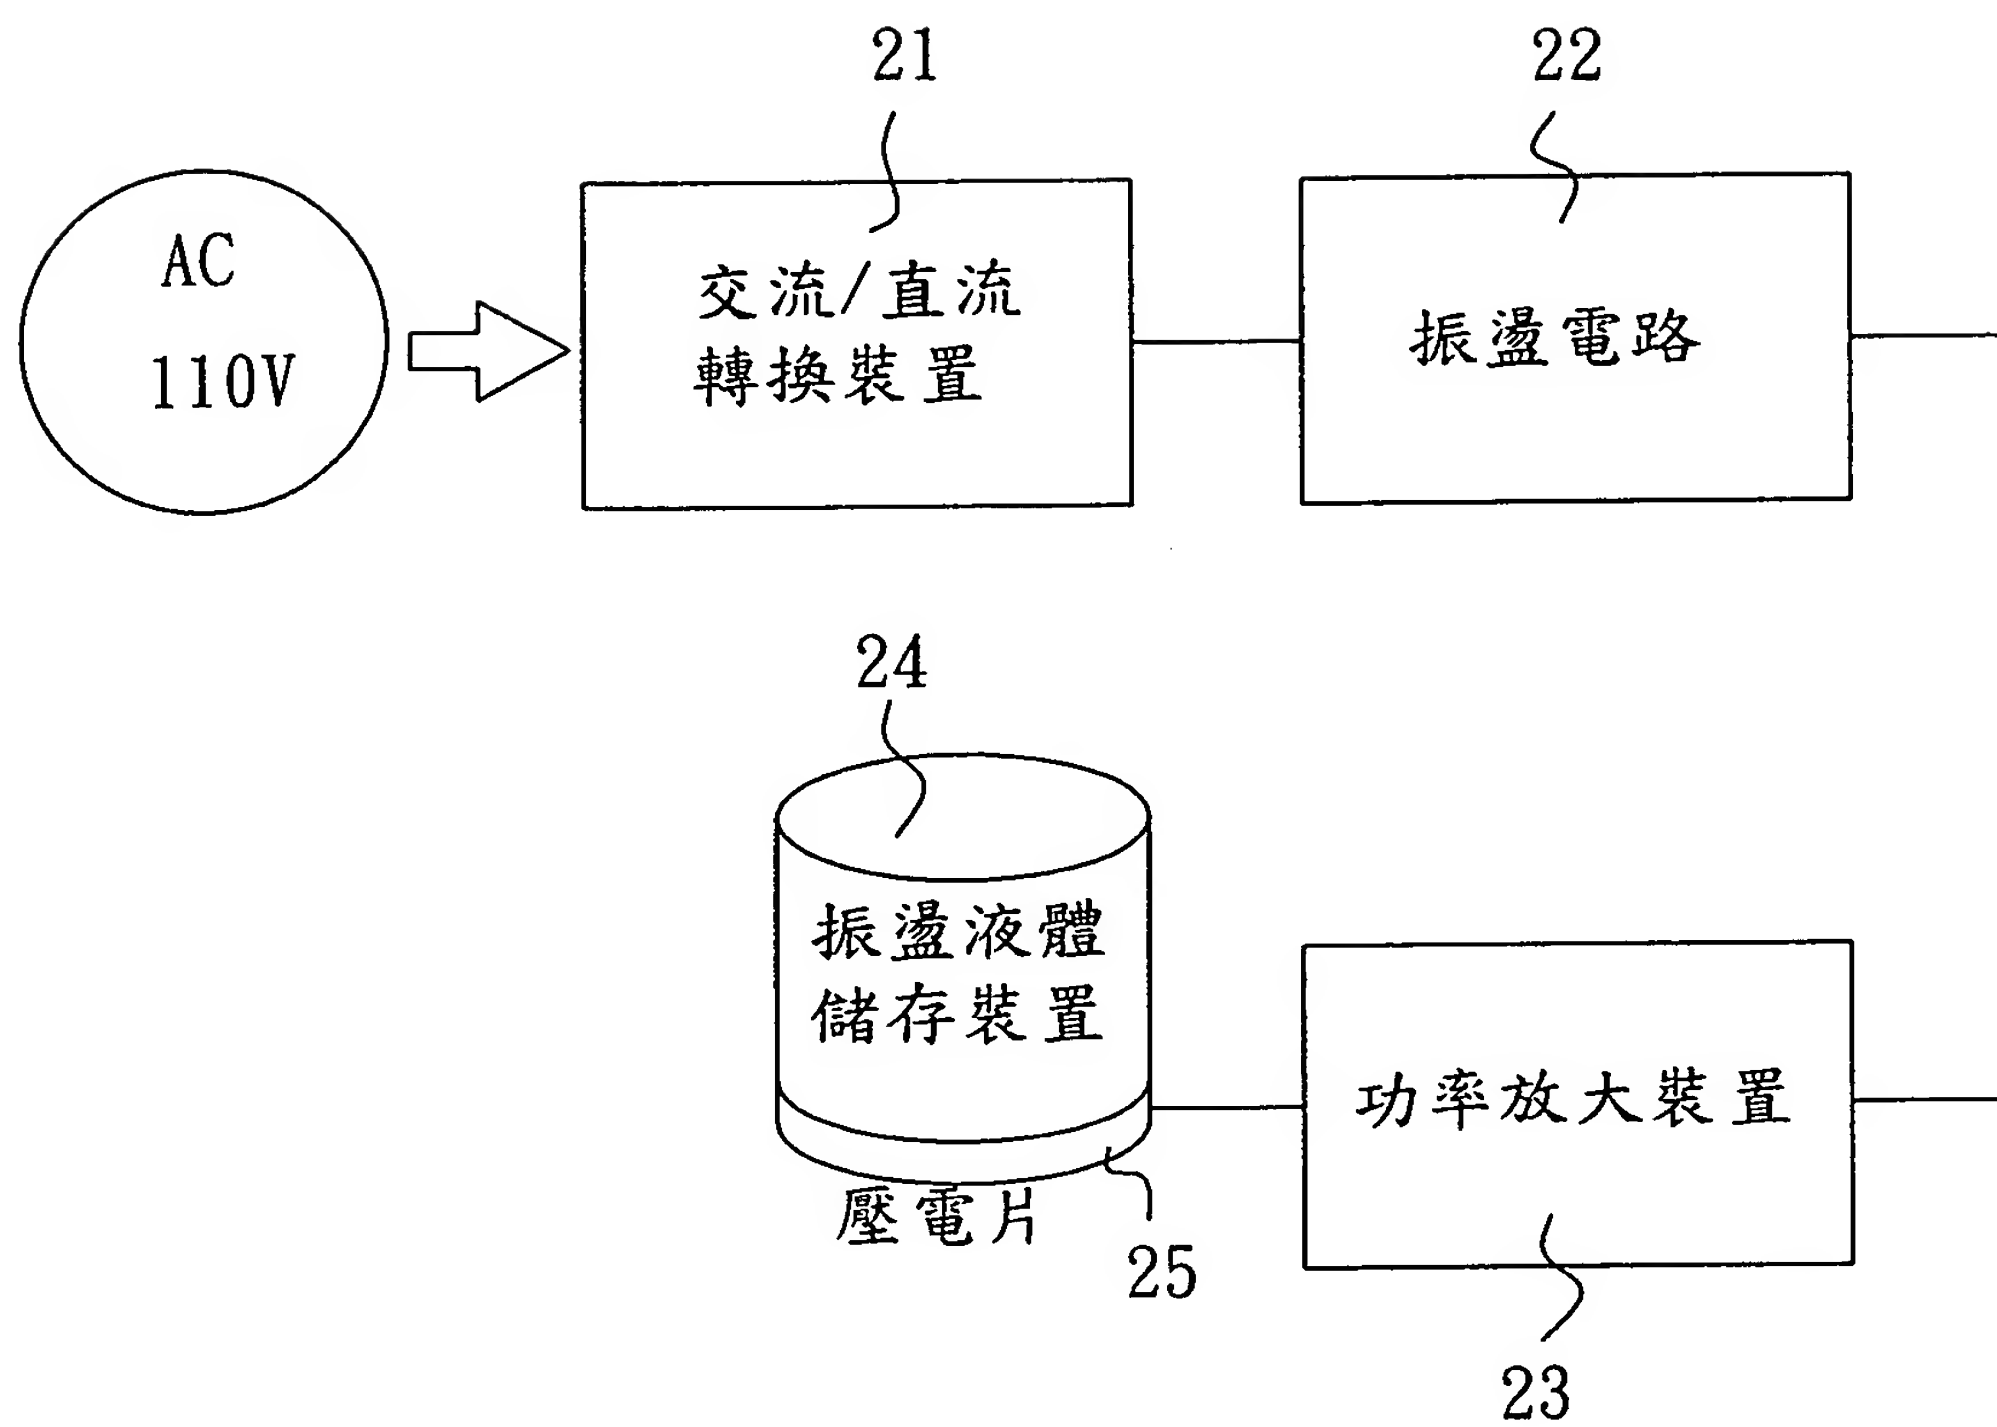 21
22
AC
110V
交流/直流
轉換裝置
振盪電路
24
振盪液體
儲存裝置
功率放大裝置
壓電片
25
23